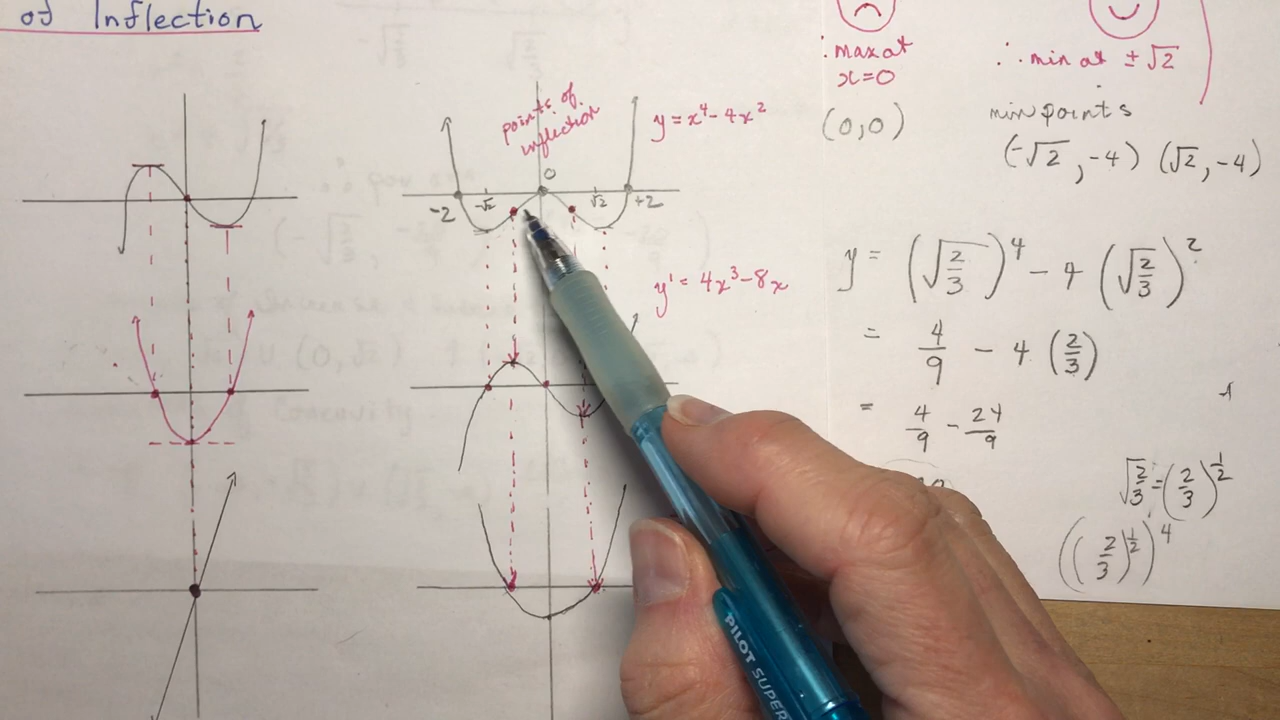 of Inflection
points of
inflection
y = x⁴ - 4x²
0
-2
-√2
√2
+2
y' = 4x³ - 8x
∴ max at
x = 0
(0,0)
∴ min at ± √2
min points
(-√2, -4) (√2, -4)
y = (√(2/3))⁴ - 4 (√(2/3))²
= 4/9 - 4 (2/3)
= 4/9 - 24/9
√(2/3) = (2/3)^(1/2)
((2/3)^(1/2))⁴
PILOT SUPER